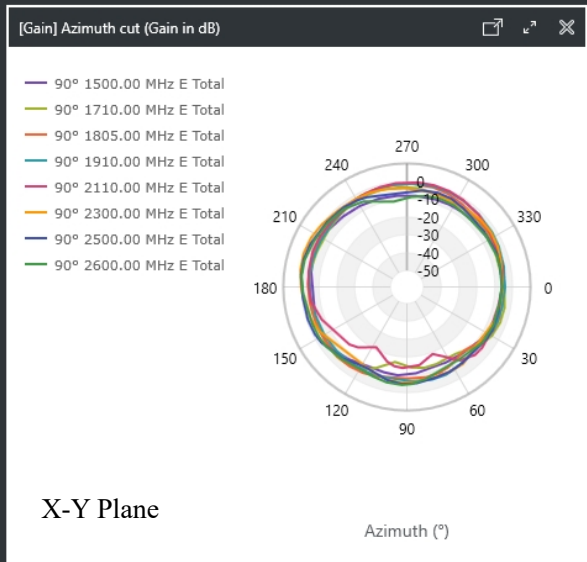 [Gain] Azimuth cut (Gain in dB)
90° 1500.00 MHz E Total
90° 1710.00 MHz E Total
90° 1805.00 MHz E Total
90° 1910.00 MHz E Total
90° 2110.00 MHz E Total
90° 2300.00 MHz E Total
90° 2500.00 MHz E Total
90° 2600.00 MHz E Total
270
240
300
0
-10
210
330
-20
-30
-40
-50
180
0
150
30
120
60
90
X-Y Plane
Azimuth (°)